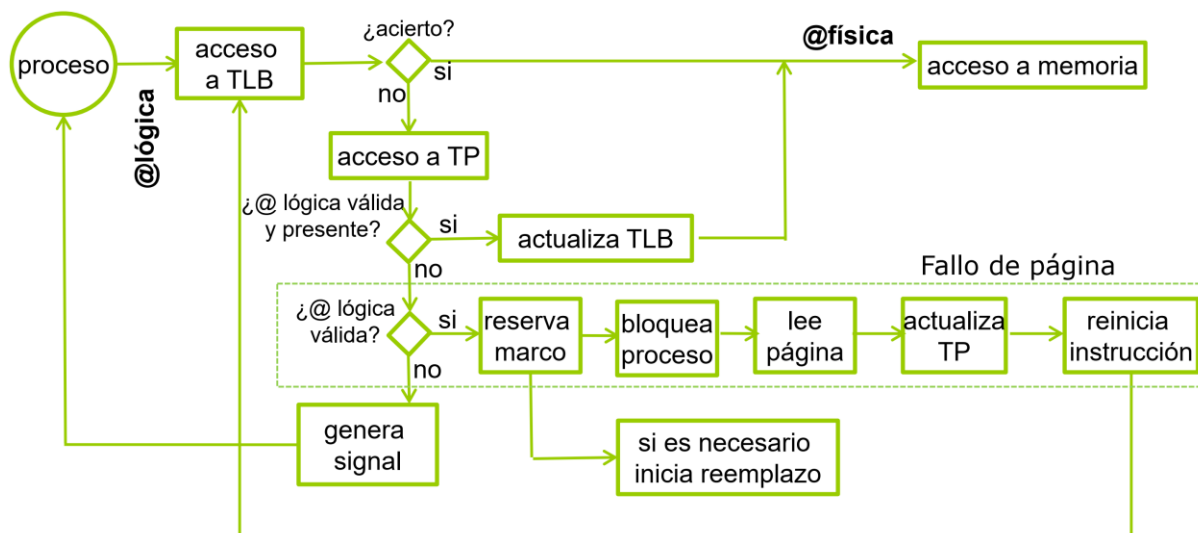 proceso
@lógica
acceso
a TLB
¿acierto?
si
no
@física
acceso a memoria
acceso a TP
¿@ lógica válida
y presente?
si
no
actualiza TLB
Fallo de página
¿@ lógica
válida?
si
no
reserva
marco
bloquea
proceso
lee
página
actualiza
TP
reinicia
instrucción
genera
signal
si es necesario
inicia reemplazo